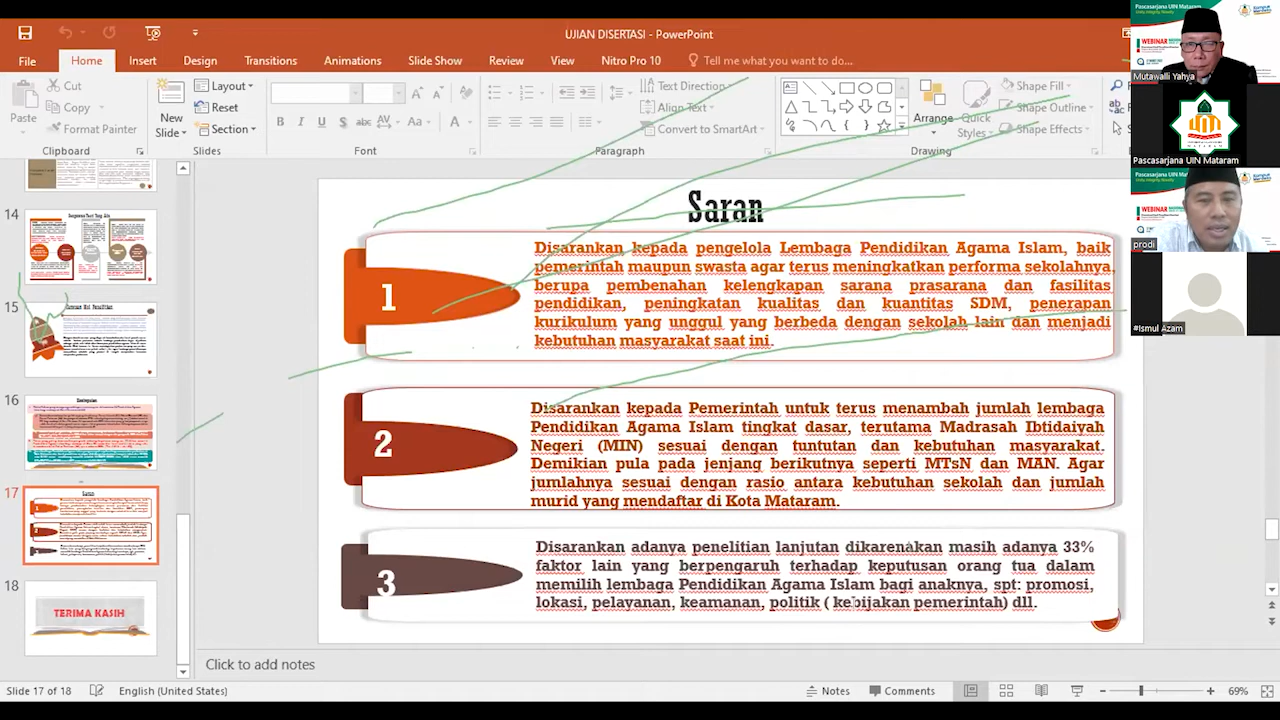 UJIAN DISERTASI - PowerPoint
File Home Insert Design Transitions Animations Slide Show Review View Nitro Pro 10 Tell me what you want to do...
Paste
Cut
Copy
Format Painter
Clipboard
New Slide
Layout
Reset
Section
Slides
Font
Text Direction
Align Text
Convert to SmartArt
Paragraph
Arrange
Quick Styles
Shape Fill
Shape Outline
Shape Effects
Drawing
14
15
16
Kesimpulan
17
Saran
18
TERIMA KASIH
Saran
1
Disarankan kepada pengelola Lembaga Pendidikan Agama Islam, baik
pemerintah maupun swasta agar terus meningkatkan performa sekolahnya,
berupa pembenahan kelengkapan sarana prasarana dan fasilitas
pendidikan, peningkatan kualitas dan kuantitas SDM, penerapan
kurikulum yang unggul yang berbeda dengan sekolah lain dan menjadi
kebutuhan masyarakat saat ini.
2
Disarankan kepada Pemerintah untuk terus menambah jumlah lembaga
Pendidikan Agama Islam tingkat dasar, terutama Madrasah Ibtidaiyah
Negeri (MIN) sesuai dengan tuntutan dan kebutuhan masyarakat.
Demikian pula pada jenjang berikutnya seperti MTsN dan MAN. Agar
jumlahnya sesuai dengan rasio antara kebutuhan sekolah dan jumlah
murid yang mendaftar di Kota Mataram.
3
Disarankan adanya penelitian lanjutan dikarenakan masih adanya 33%
faktor lain yang berpengaruh terhadap keputusan orang tua dalam
memilih lembaga Pendidikan Agama Islam bagi anaknya, spt: promosi,
lokasi, pelayanan, keamanan, politik ( kebijakan pemerintah) dll.
Click to add notes
Slide 17 of 18 English (United States) Notes Comments 69%
Pascasarjana UIN Mataram
WEBINAR
Mutawalli Yahya
Pascasarjana UIN Mataram
WEBINAR
prodi
#Ismul Azam